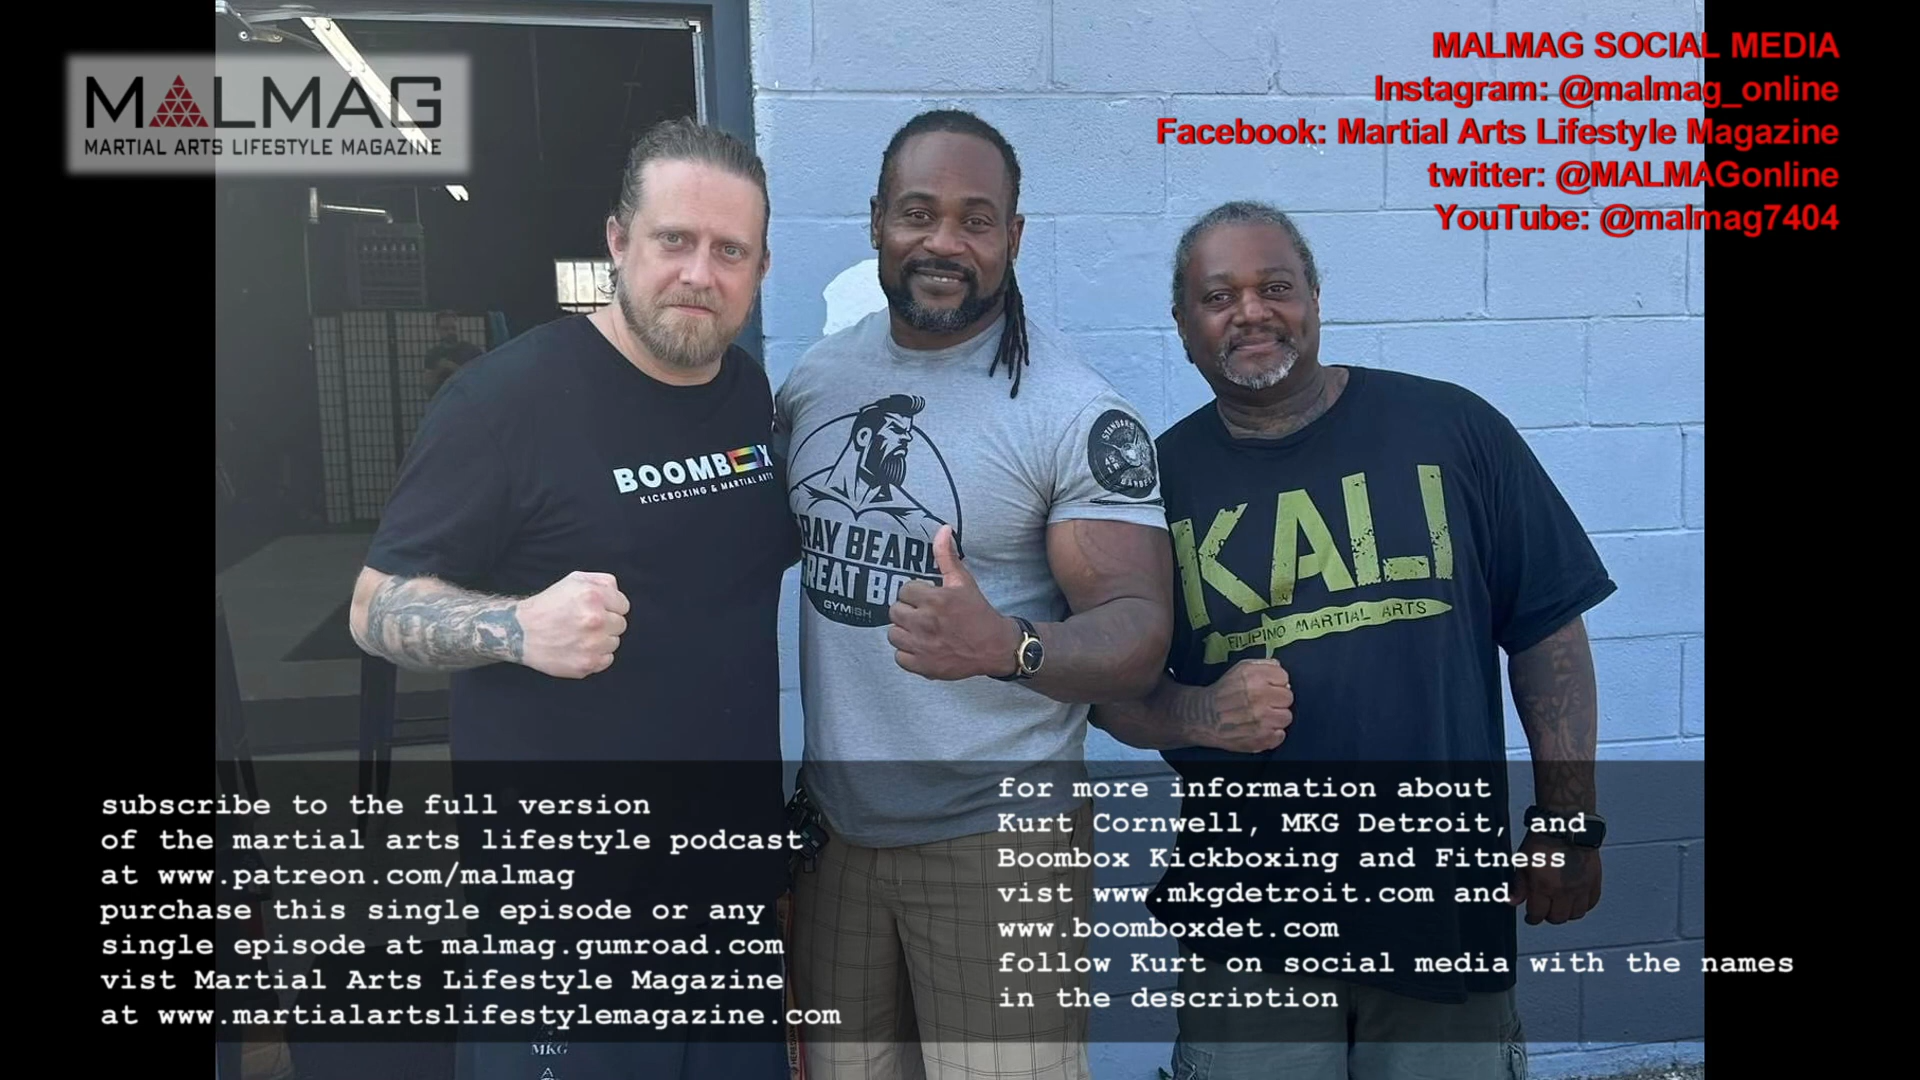 MALMAG
MARTIAL ARTS LIFESTYLE MAGAZINE
MALMAG SOCIAL MEDIA
Instagram: @malmag_online
Facebook: Martial Arts Lifestyle Magazine
twitter: @MALMAGonline
YouTube: @malmag7404
BOOMBOX
KICKBOXING & MARTIAL ARTS
RAY BEARD
GREAT BO
GYMISH
STANDARD
BARBELL
KALI
FILIPINO MARTIAL ARTS
subscribe to the full version
of the martial arts lifestyle podcast
at www.patreon.com/malmag
purchase this single episode or any
single episode at malmag.gumroad.com
vist Martial Arts Lifestyle Magazine
at www.martialartslifestylemagazine.com
for more information about
Kurt Cornwell, MKG Detroit, and
Boombox Kickboxing and Fitness
vist www.mkgdetroit.com and
www.boomboxdet.com
follow Kurt on social media with the names
in the description
MKG